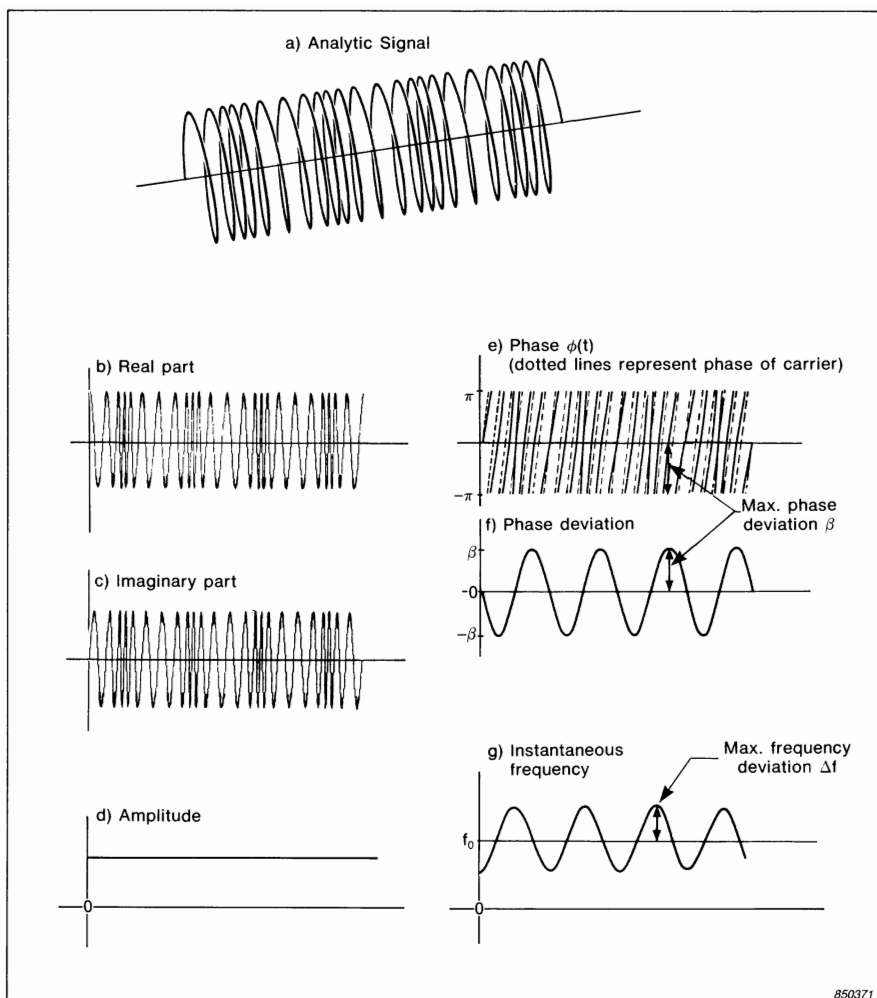 a) Analytic Signal
b) Real part
c) Imaginary part
d) Amplitude
0
e) Phase ϕ(t)
(dotted lines represent phase of carrier)
π
-π
Max. phase
deviation β
f) Phase deviation
β
-0
-β
g) Instantaneous
frequency
Max. frequency
deviation Δf
f₀
0
850371